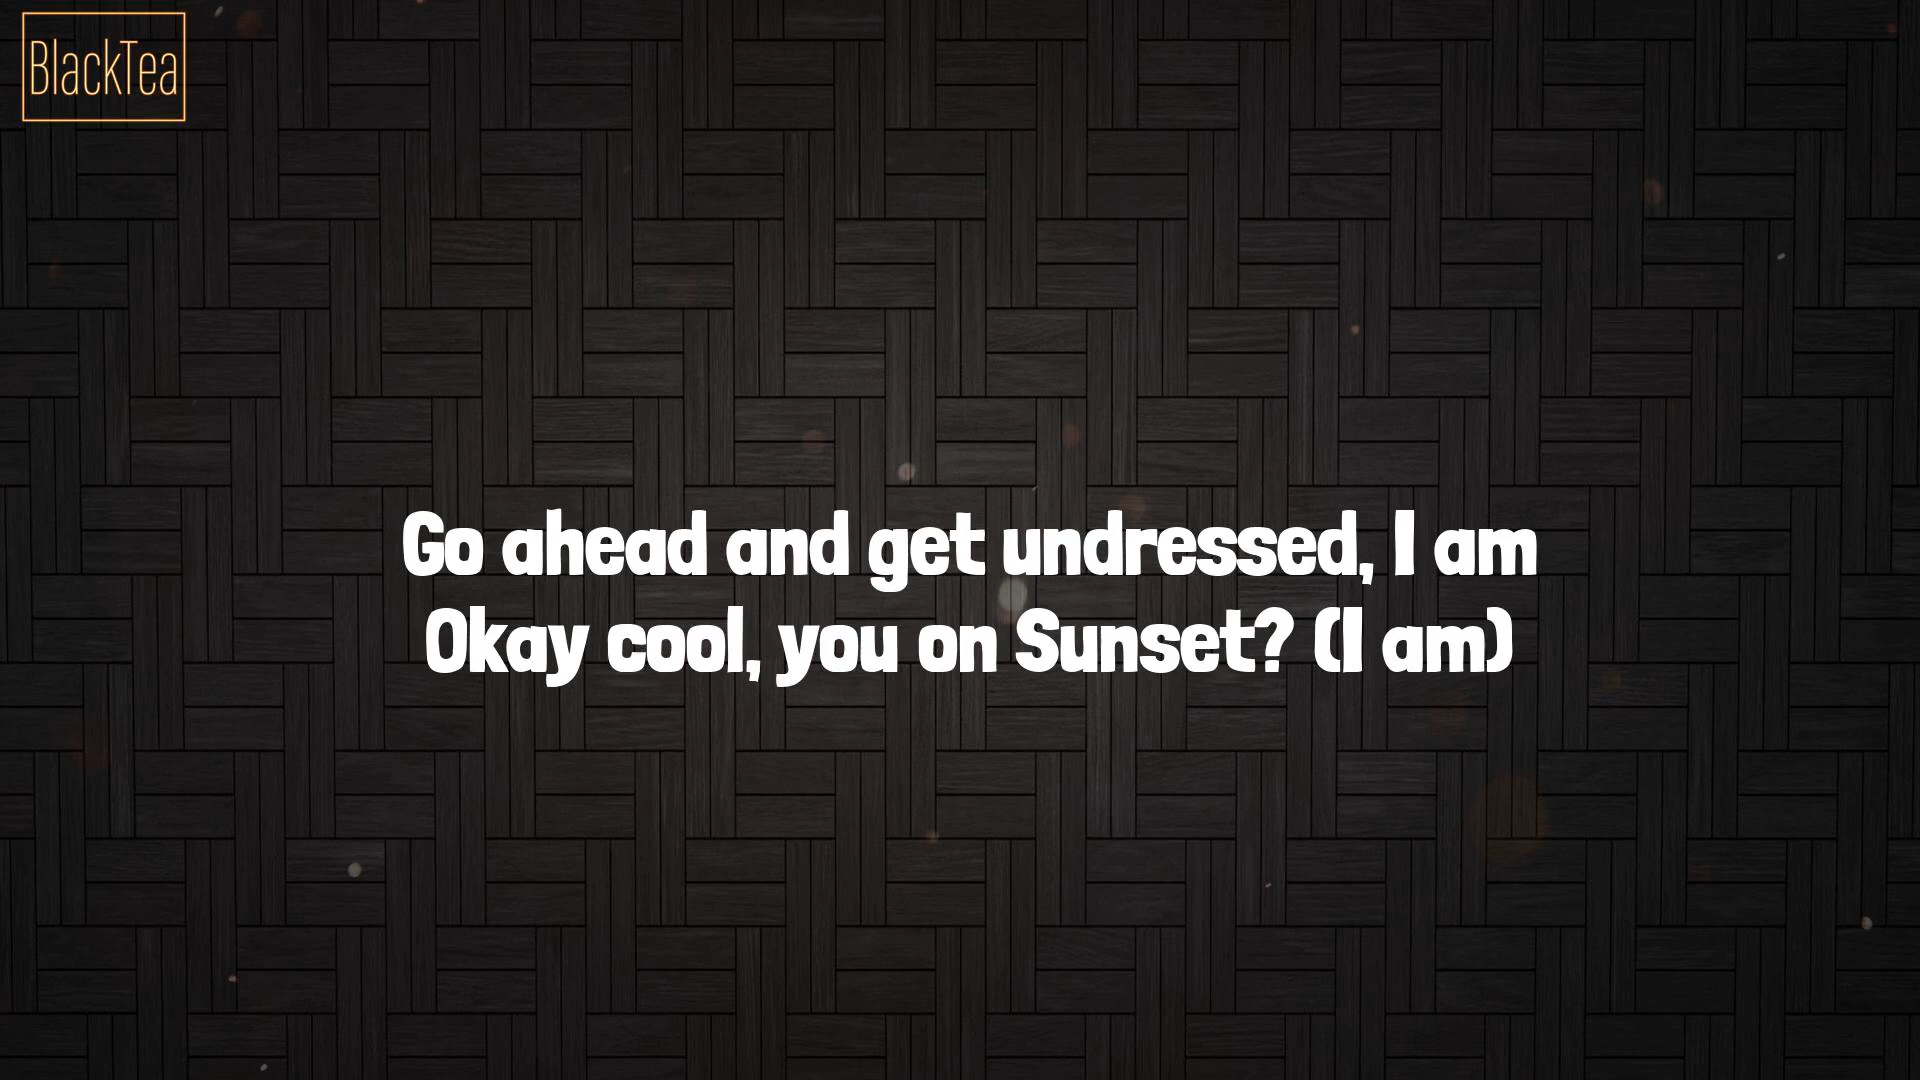 BlackTea
Go ahead and get undressed, I am
Okay cool, you on Sunset? (I am)